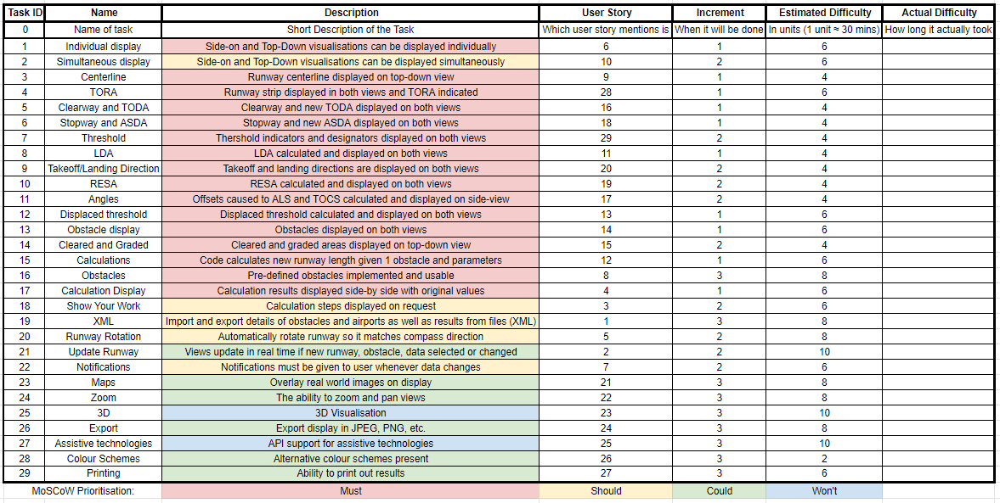 Task ID Name Description User Story Increment Estimated Difficulty Actual Difficulty
0 Name of task Short Description of the Task Which user story mentions is When it will be done In units (1 unit ≈ 30 mins) How long it actually took
1 Individual display Side-on and Top-Down visualisations can be displayed individually 6 1 6
2 Simultaneous display Side-on and Top-Down visualisations can be displayed simultaneously 10 2 6
3 Centerline Runway centerline displayed on top-down view 9 1 4
4 TORA Runway strip displayed in both views and TORA indicated 28 1 6
5 Clearway and TODA Clearway and new TODA displayed on both views 16 1 4
6 Stopway and ASDA Stopway and new ASDA displayed on both views 18 1 4
7 Threshold Thershold indicators and designators displayed on both views 29 2 4
8 LDA LDA calculated and displayed on both views 11 1 4
9 Takeoff/Landing Direction Takeoff and landing directions are displayed on both views 20 2 4
10 RESA RESA calculated and displayed on both views 19 2 4
11 Angles Offsets caused to ALS and TOCS calculated and displayed on side-view 17 2 4
12 Displaced threshold Displaced threshold calculated and displayed on both views 13 1 6
13 Obstacle display Obstacles displayed on both views 14 1 6
14 Cleared and Graded Cleared and graded areas displayed on top-down view 15 2 4
15 Calculations Code calculates new runway length given 1 obstacle and parameters 12 1 6
16 Obstacles Pre-defined obstacles implemented and usable 8 3 8
17 Calculation Display Calculation results displayed side-by side with original values 4 1 6
18 Show Your Work Calculation steps displayed on request 3 2 6
19 XML Import and export details of obstacles and airports as well as results from files (XML) 1 3 8
20 Runway Rotation Automatically rotate runway so it matches compass direction 5 2 8
21 Update Runway Views update in real time if new runway, obstacle, data selected or changed 2 2 10
22 Notifications Notifications must be given to user whenever data changes 7 2 6
23 Maps Overlay real world images on display 21 3 8
24 Zoom The ability to zoom and pan views 22 3 8
25 3D 3D Visualisation 23 3 10
26 Export Export display in JPEG, PNG, etc. 24 3 8
27 Assistive technologies API support for assistive technologies 25 3 10
28 Colour Schemes Alternative colour schemes present 26 3 2
29 Printing Ability to print out results 27 3 6
MoSCoW Prioritisation: Must Should Could Won't